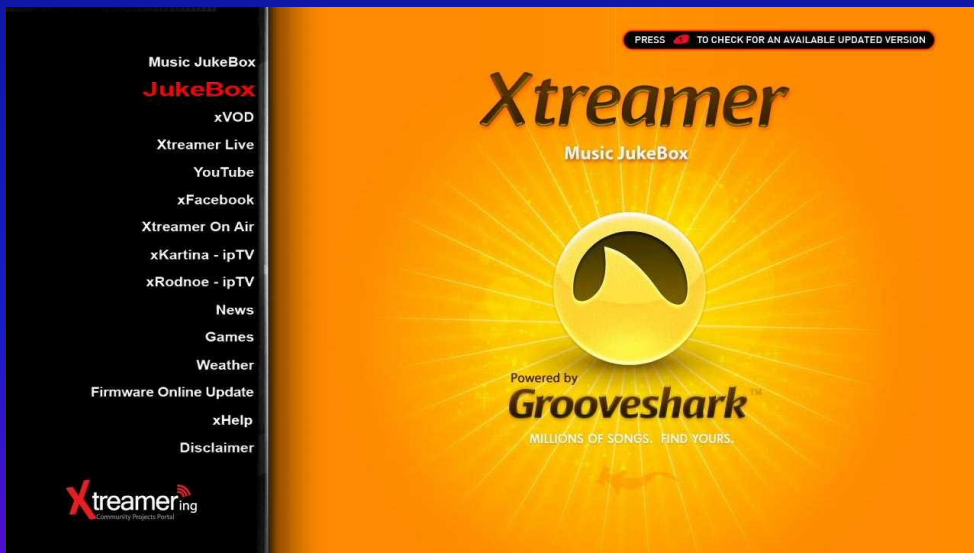 Music JukeBox
JukeBox
xVOD
Xtreamer Live
YouTube
xFacebook
Xtreamer On Air
xKartina - ipTV
xRodnoe - ipTV
News
Games
Weather
Firmware Online Update
xHelp
Disclaimer
Xtreamering
Community Projects Portal
PRESS TO CHECK FOR AN AVAILABLE UPDATED VERSION
Xtreamer
Music JukeBox
Powered by
Grooveshark™
MILLIONS OF SONGS. FIND YOURS.